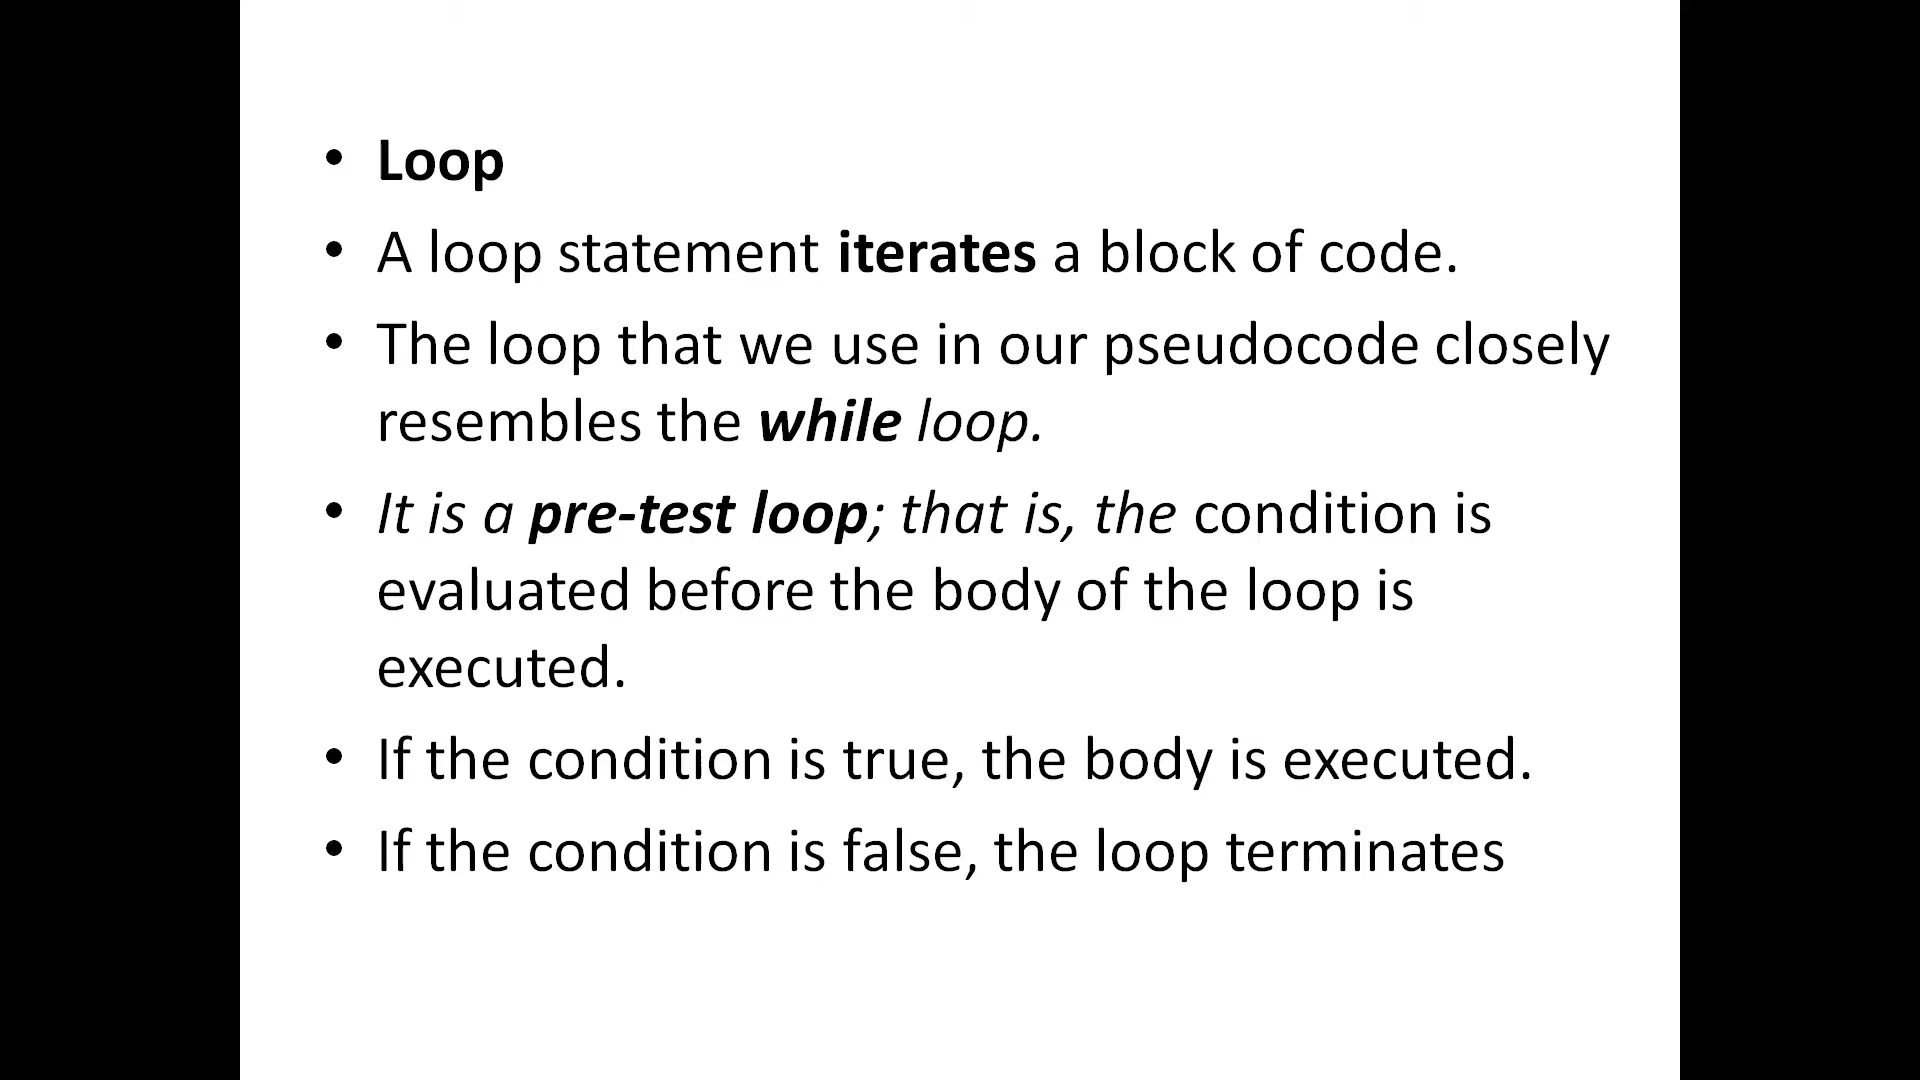 • Loop
• A loop statement iterates a block of code.
• The loop that we use in our pseudocode closely
resembles the while loop.
• It is a pre-test loop; that is, the condition is
evaluated before the body of the loop is
executed.
• If the condition is true, the body is executed.
• If the condition is false, the loop terminates